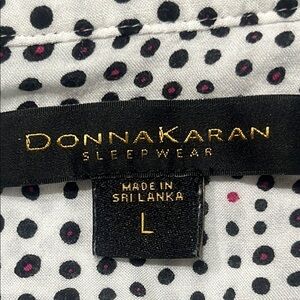 DONNAKARAN
SLEEPWEAR
MADE IN
SRI LANKA
L